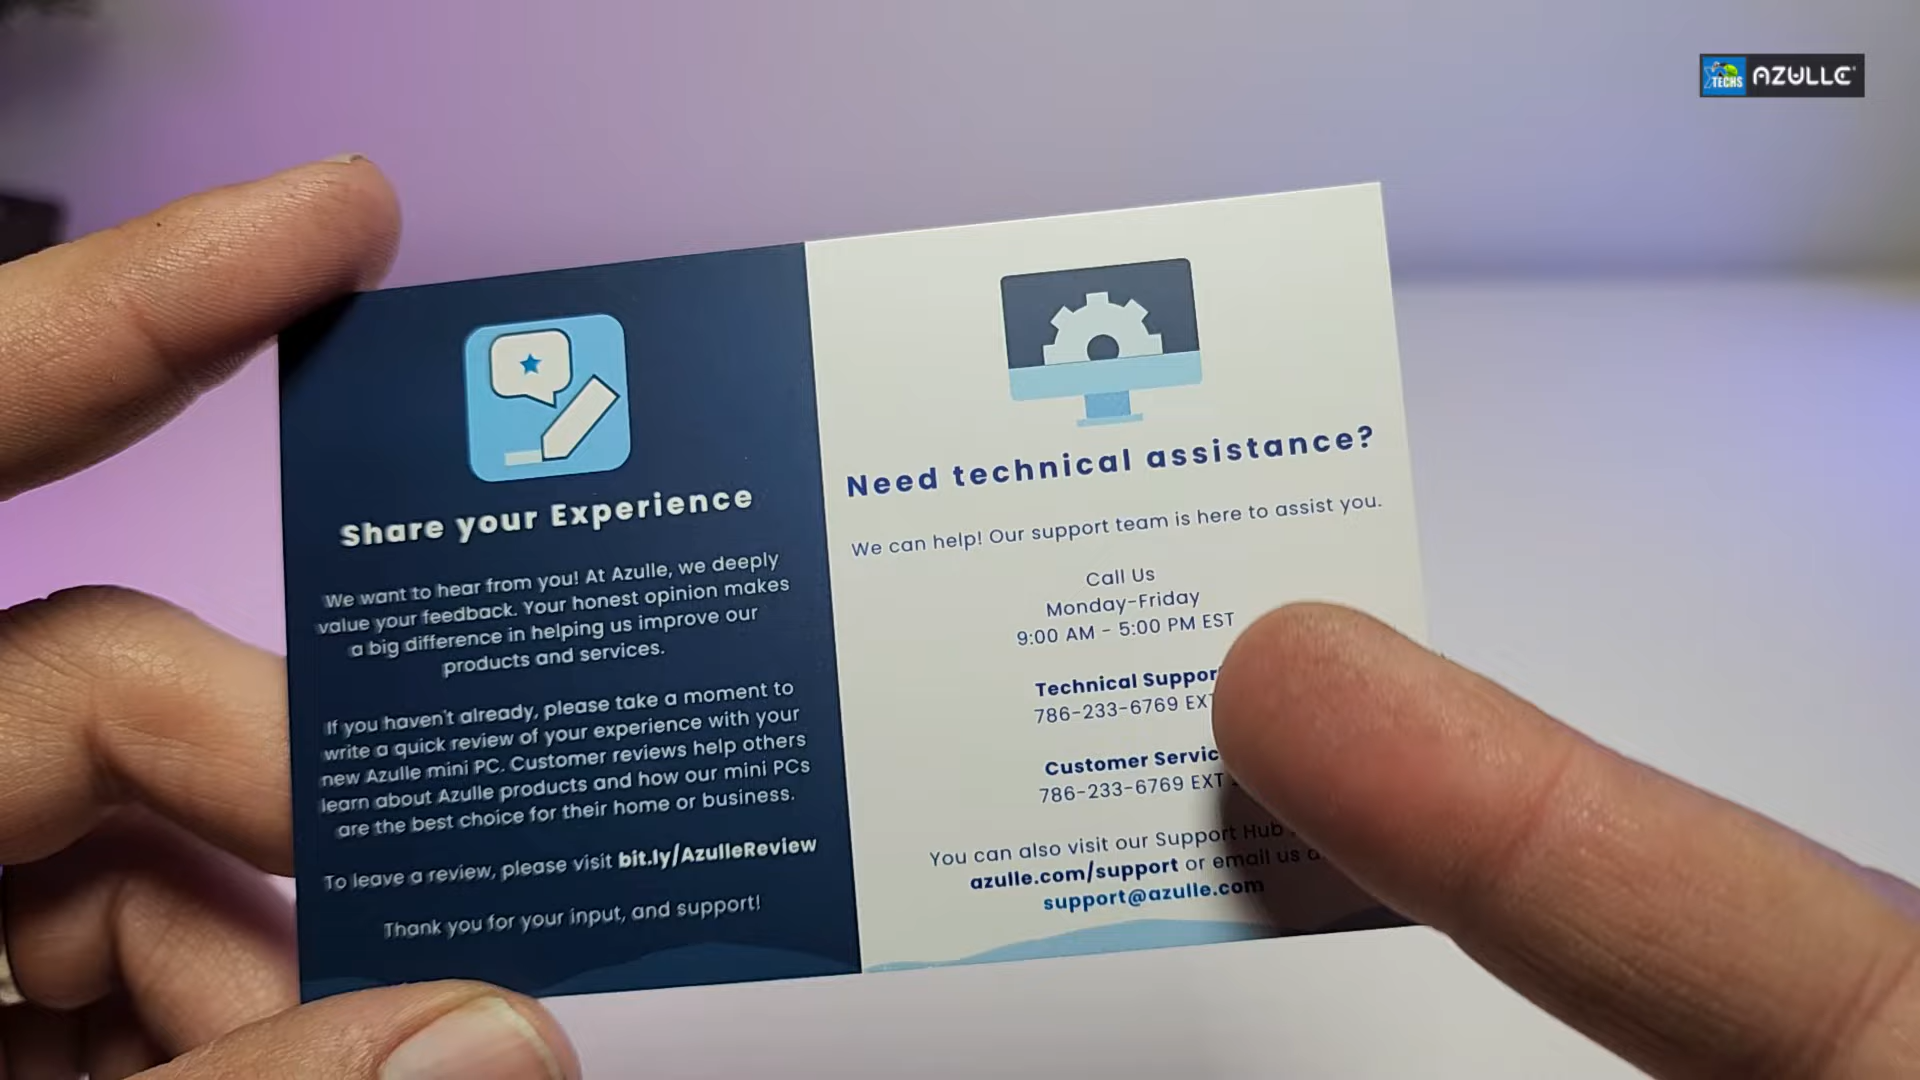 TECHS AZULLE
Share your Experience
We want to hear from you! At Azulle, we deeply
value your feedback. Your honest opinion makes
a big difference in helping us improve our
products and services.
If you haven't already, please take a moment to
write a quick review of your experience with your
new Azulle mini PC. Customer reviews help others
learn about Azulle products and how our mini PCs
are the best choice for their home or business.
To leave a review, please visit bit.ly/AzulleReview
Thank you for your input, and support!
Need technical assistance?
We can help! Our support team is here to assist you.
Call Us
Monday-Friday
9:00 AM - 5:00 PM EST
Technical
786-233-6769
Customer
786-233-6769 EXT
You can also visit our Support Hub
azulle.com/support or email us
support@azulle.com